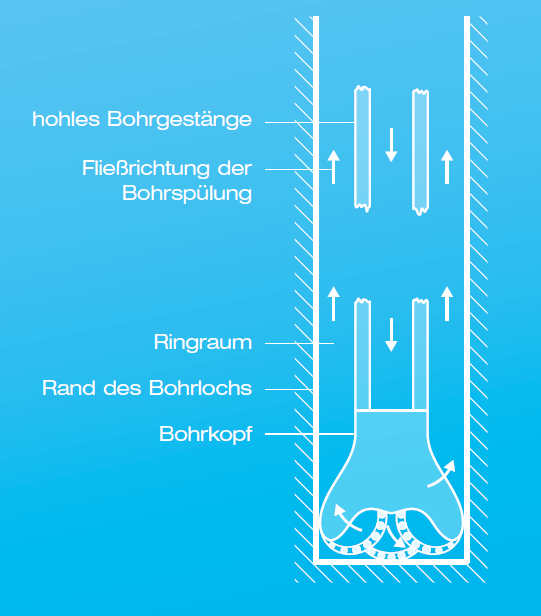 hohles Bohrgestänge
Fließrichtung der
Bohrspülung
Ringraum
Rand des Bohrlochs
Bohrkopf